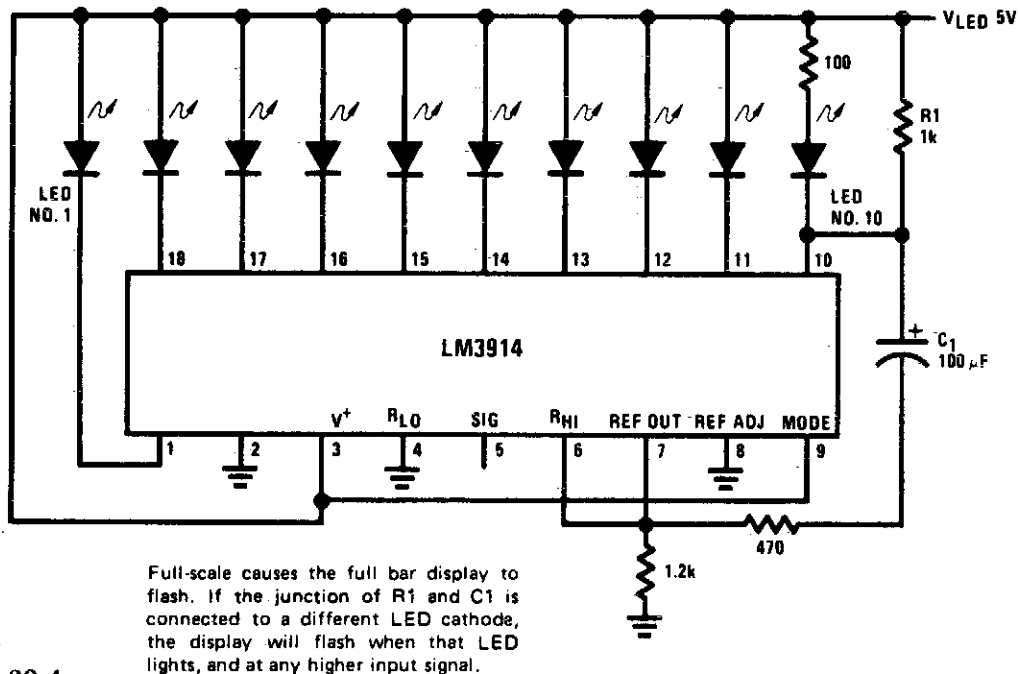 VLED 5V
100
R1
1k
LED
NO. 1
LED
NO. 10
18 17 16 15 14 13 12 11 10
LM3914
+ C1
100 μF
V+ RLO SIG RHI REF OUT REF ADJ MODE
1 2 3 4 5 6 7 8 9
470
1.2k
Full-scale causes the full bar display to
flash. If the junction of R1 and C1 is
connected to a different LED cathode,
the display will flash when that LED
lights, and at any higher input signal.